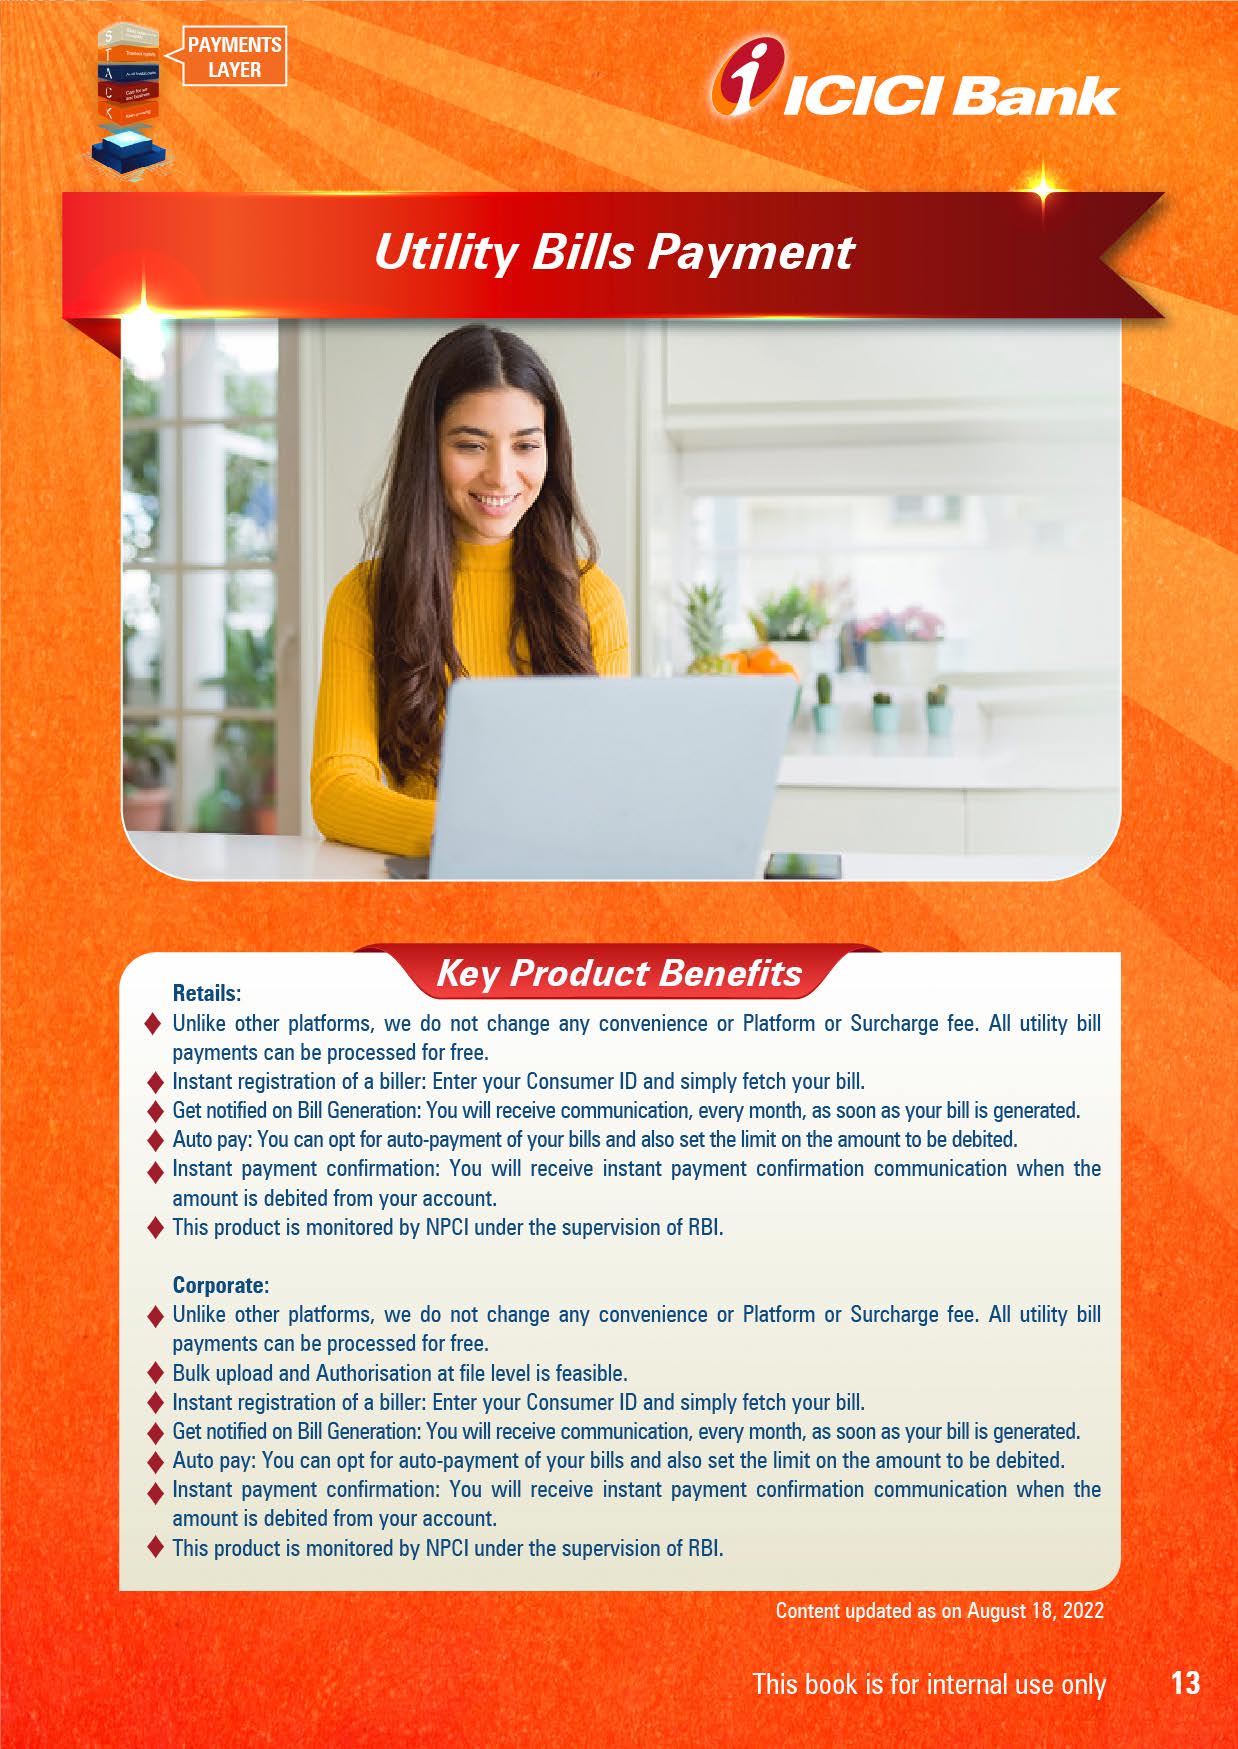 PAYMENTS
LAYER
S
T
A
C
K
ICICI Bank
Utility Bills Payment
Key Product Benefits
Retails:
Unlike other platforms, we do not change any convenience or Platform or Surcharge fee. All utility bill
payments can be processed for free.
Instant registration of a biller: Enter your Consumer ID and simply fetch your bill.
Get notified on Bill Generation: You will receive communication, every month, as soon as your bill is generated.
Auto pay: You can opt for auto-payment of your bills and also set the limit on the amount to be debited.
Instant payment confirmation: You will receive instant payment confirmation communication when the
amount is debited from your account.
This product is monitored by NPCI under the supervision of RBI.
Corporate:
Unlike other platforms, we do not change any convenience or Platform or Surcharge fee. All utility bill
payments can be processed for free.
Bulk upload and Authorisation at file level is feasible.
Instant registration of a biller: Enter your Consumer ID and simply fetch your bill.
Get notified on Bill Generation: You will receive communication, every month, as soon as your bill is generated.
Auto pay: You can opt for auto-payment of your bills and also set the limit on the amount to be debited.
Instant payment confirmation: You will receive instant payment confirmation communication when the
amount is debited from your account.
This product is monitored by NPCI under the supervision of RBI.
Content updated as on August 18, 2022
This book is for internal use only 13